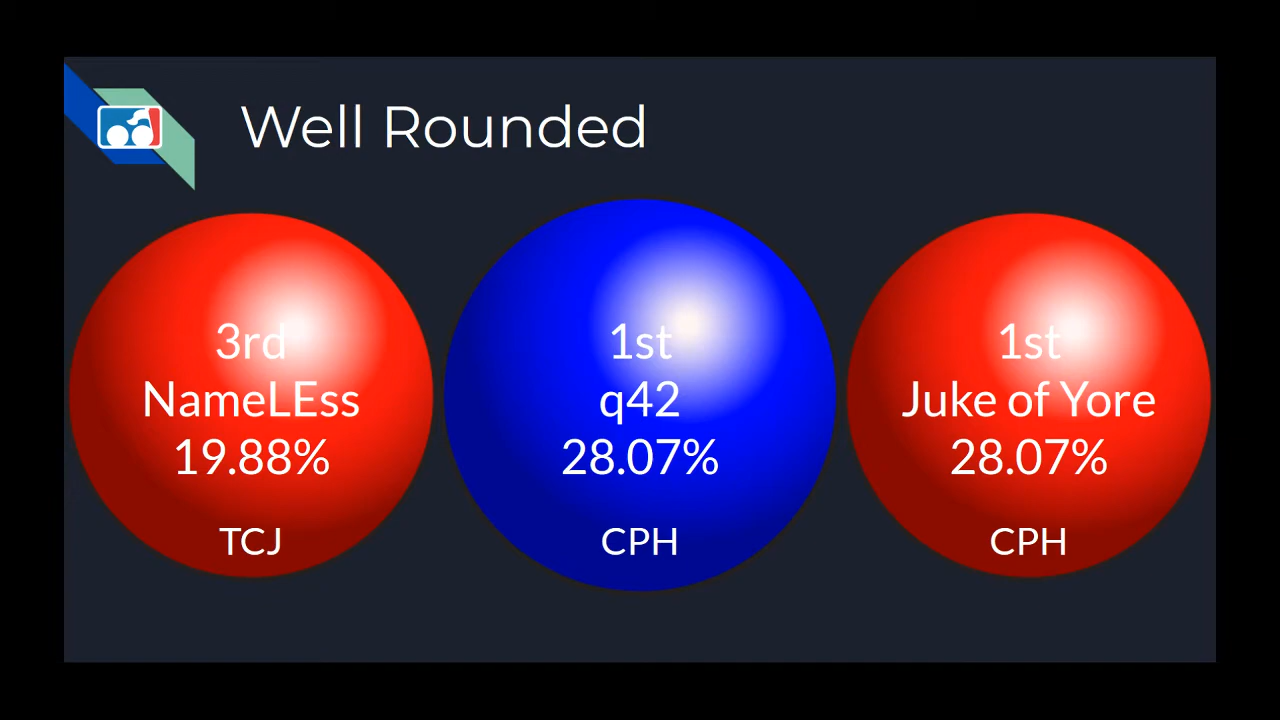 Well Rounded
3rd
NameLEss
19.88%
TCJ
1st
q42
28.07%
CPH
1st
Juke of Yore
28.07%
CPH